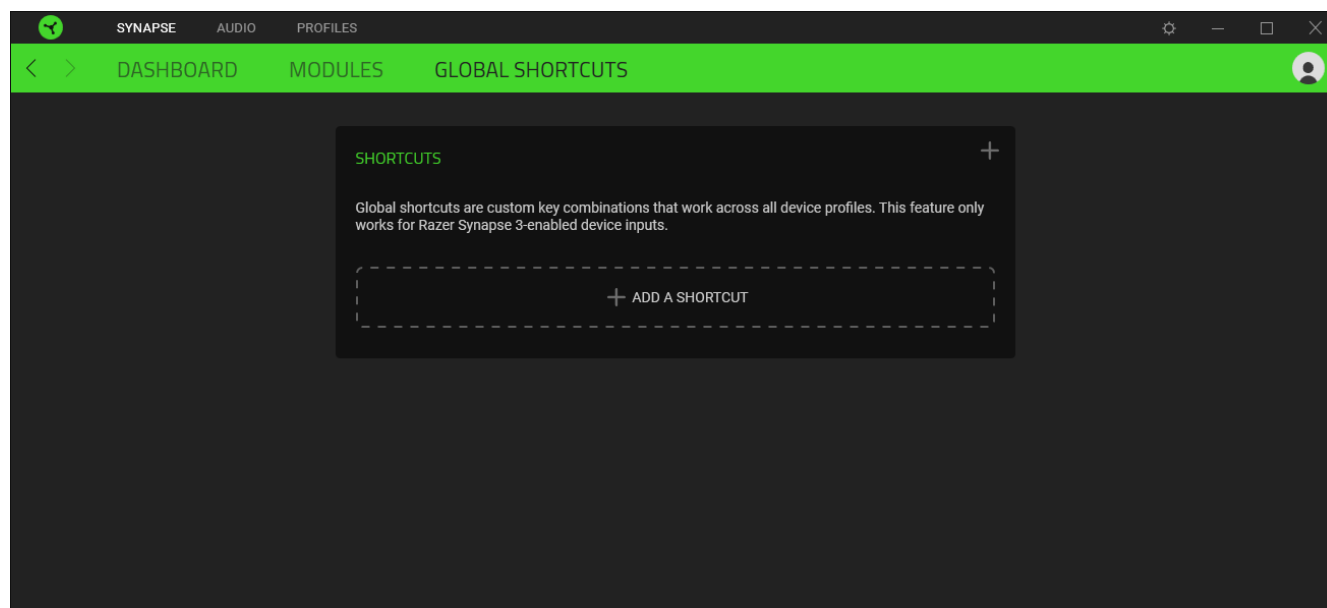 SYNAPSE AUDIO PROFILES
DASHBOARD MODULES GLOBAL SHORTCUTS
SHORTCUTS
Global shortcuts are custom key combinations that work across all device profiles. This feature only
works for Razer Synapse 3-enabled device inputs.
ADD A SHORTCUT